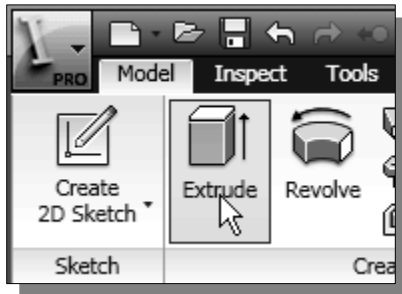 PRO
Model Inspect Tools
Create
2D Sketch
Extrude
Revolve
Sketch